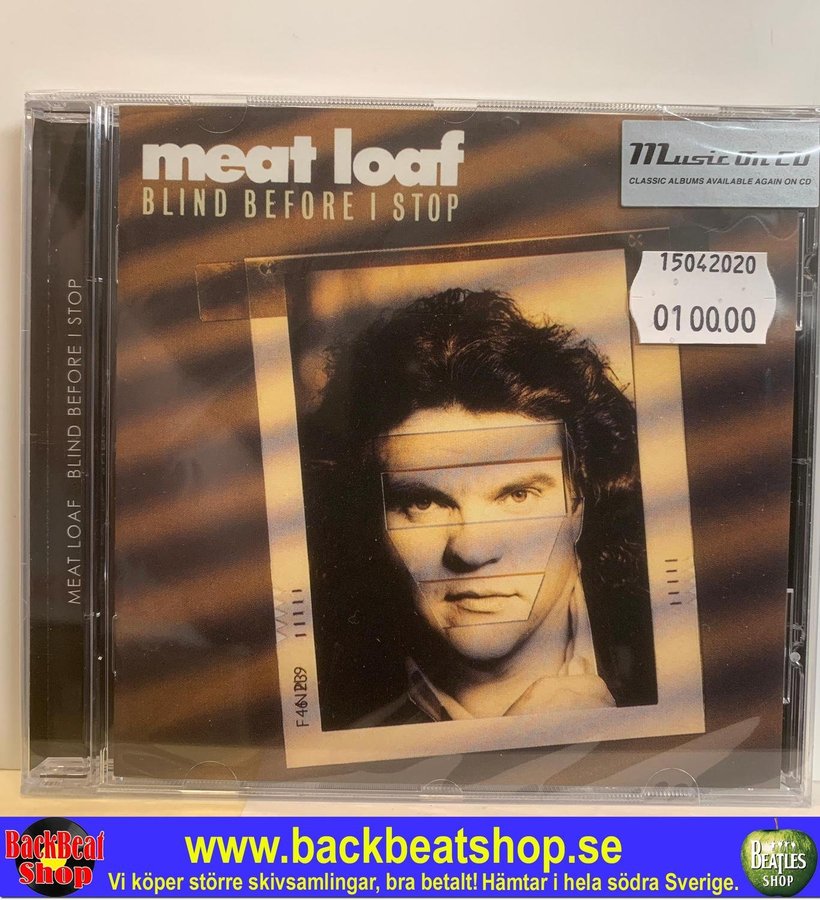 meat loaf
BLIND BEFORE I STOP
Music On CD
CLASSIC ALBUMS AVAILABLE AGAIN ON CD
15042020
0100.00
MEAT LOAF BLIND BEFORE I STOP
BackBeat
Shop
www.backbeatshop.se
Vi köper större skivsamlingar, bra betalt! Hämtar i hela södra Sverige.
BEATLES
SHOP